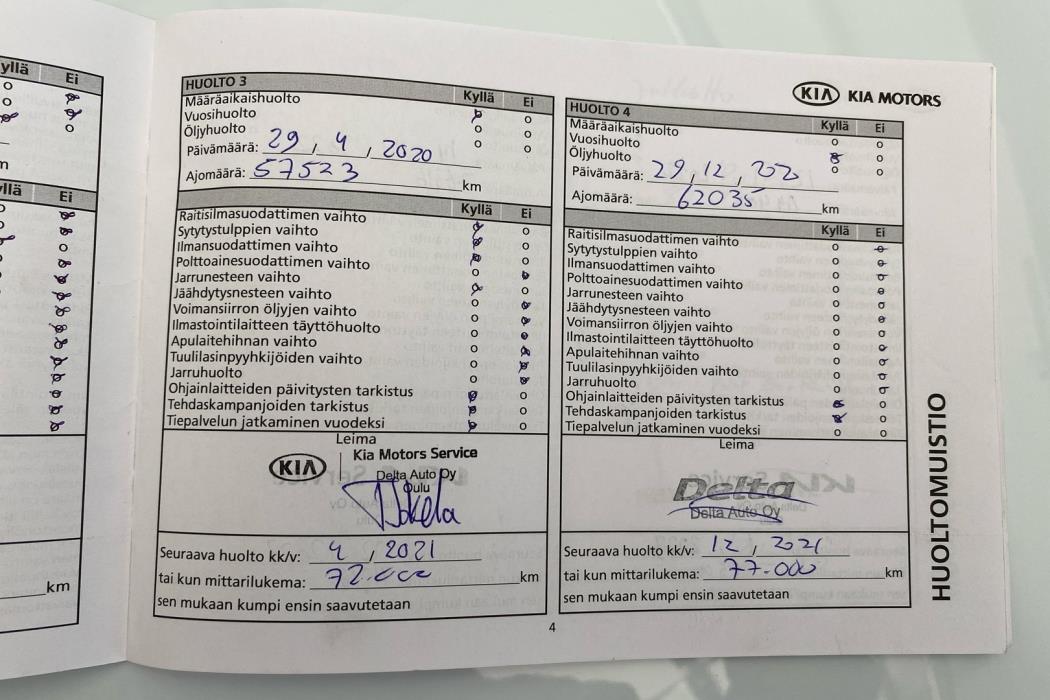 yllä Ei
km
yllä Ei
km
HUOLTO 3
Kyllä Ei
Määräaikaishuolto
Vuosihuolto
Öljyhuolto
Päivämäärä: 29 , 4 , 2020
Ajomäärä: 57523 km
Kyllä Ei
Raitisilmasuodattimen vaihto
Sytytystulppien vaihto
Ilmansuodattimen vaihto
Polttoainesuodattimen vaihto
Jarrunesteen vaihto
Jäähdytysnesteen vaihto
Voimansiirron öljyjen vaihto
Ilmastointilaitteen täyttöhuolto
Apulaitehihnan vaihto
Tuulilasinpyyhkijöiden vaihto
Jarruhuolto
Ohjainlaitteiden päivitysten tarkistus
Tehdaskampanjoiden tarkistus
Tiepalvelun jatkaminen vuodeksi
Leima
KIA Kia Motors Service
Delta Auto Oy
Oulu
Seuraava huolto kk/v: 4 , 2021
tai kun mittarilukema: 72.000 km
sen mukaan kumpi ensin saavutetaan
KIA KIA MOTORS
HUOLTO 4
Kyllä Ei
Määräaikaishuolto
Vuosihuolto
Öljyhuolto
Päivämäärä: 29, 12,
Ajomäärä: 62035 km
Kyllä Ei
Raitisilmasuodattimen vaihto
Sytytystulppien vaihto
Ilmansuodattimen vaihto
Polttoainesuodattimen vaihto
Jarrunesteen vaihto
Jäähdytysnesteen vaihto
Voimansiirron öljyjen vaihto
Ilmastointilaitteen täyttöhuolto
Apulaitehihnan vaihto
Tuulilasinpyyhkijöiden vaihto
Jarruhuolto
Ohjainlaitteiden päivitysten tarkistus
Tehdaskampanjoiden tarkistus
Tiepalvelun jatkaminen vuodeksi
Leima
Delta
Delta Auto Oy
Seuraava huolto kk/v: 12 , 2021
tai kun mittarilukema: 77.000 km
sen mukaan kumpi ensin saavutetaan
HUOLTOMUISTIO
4